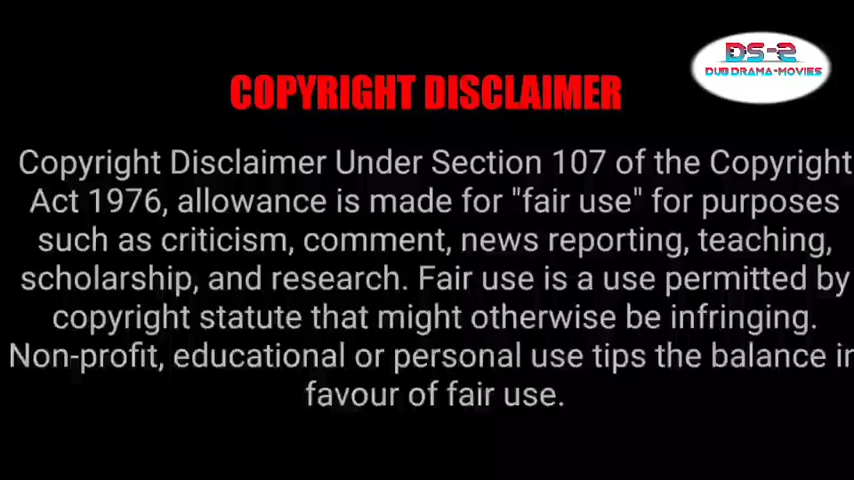 DS-2
DUB DRAMA-MOVIES
COPYRIGHT DISCLAIMER
Copyright Disclaimer Under Section 107 of the Copyright
Act 1976, allowance is made for "fair use" for purposes
such as criticism, comment, news reporting, teaching,
scholarship, and research. Fair use is a use permitted by
copyright statute that might otherwise be infringing.
Non-profit, educational or personal use tips the balance in
favour of fair use.